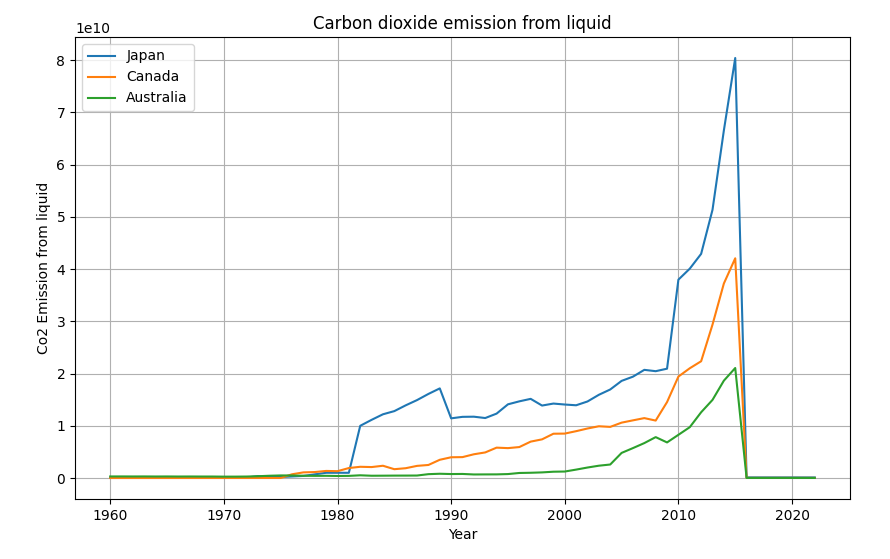 Carbon dioxide emission from liquid
1e10
Japan
Canada
Australia
8
7
6
5
4
3
2
1
0
Co2 Emission from liquid
1960 1970 1980 1990 2000 2010 2020
Year